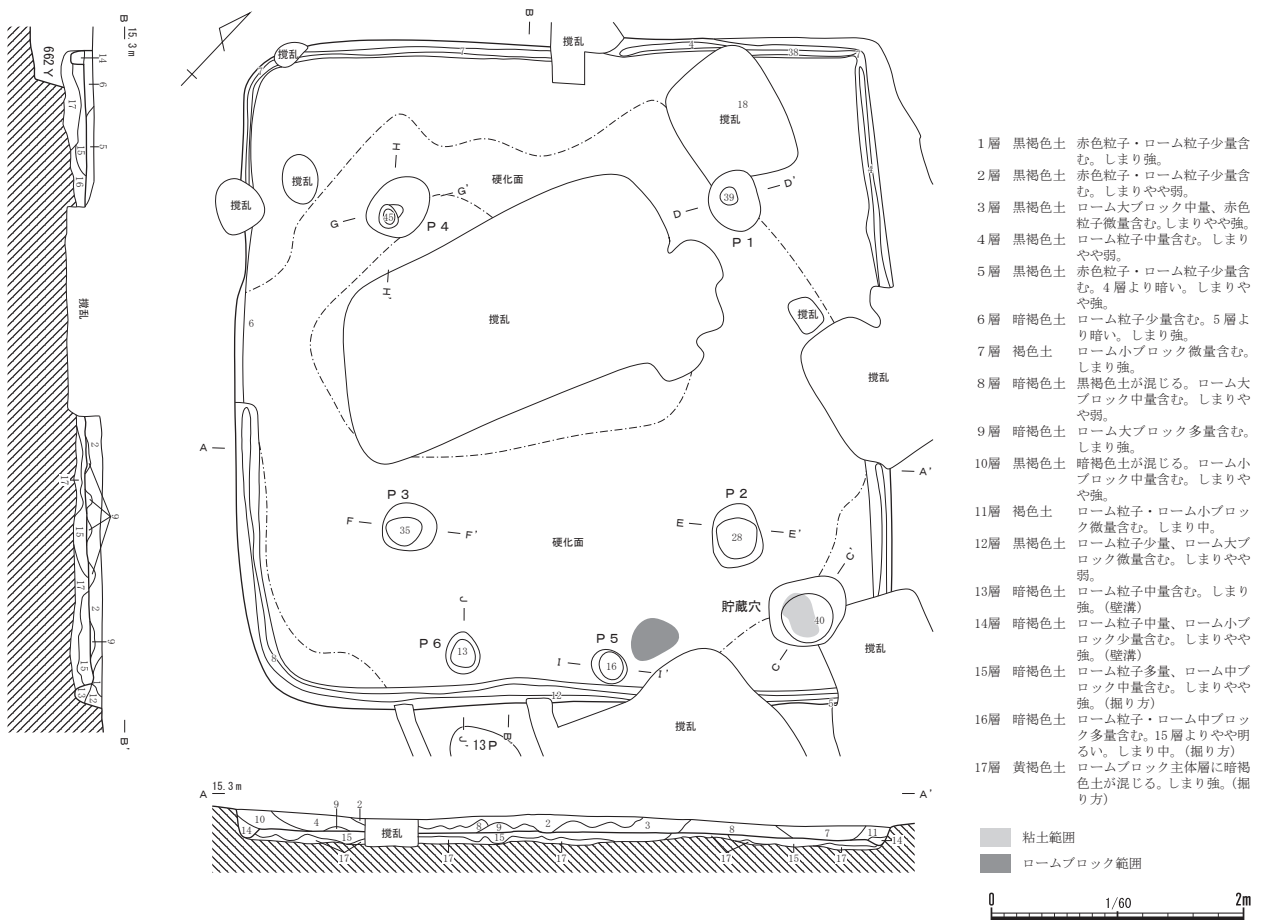 B
15.3m
662Y
14
6
17
5
15
16
撹乱
2
17
9
15
17
2
9
15
1
13
12
B'
B
撹乱
撹乱
7
4
38
7
7
18
撹乱
4
撹乱
撹乱
H
硬化面
G'
G
45
P4
H'
39
D'
D
P1
撹乱
6
撹乱
撹乱
A
A'
P3
F
35
F'
P2
E
28
E'
硬化面
C'
貯蔵穴
40
C
J
P6
13
P5
I
16
I'
撹乱
8
12
5
撹乱
J'
13P
B'
A
15.3m
A'
10
9
2
4
14
15
撹乱
8
9
2
3
8
7
11
14
15
17
17
17
17
15
17
1層 黒褐色土 赤色粒子・ローム粒子少量含
む。しまり強。
2層 黒褐色土 赤色粒子・ローム粒子少量含
む。しまりやや弱。
3層 黒褐色土 ローム大ブロック中量、赤色
粒子微量含む。しまりやや強。
4層 黒褐色土 ローム粒子中量含む。しまり
やや弱。
5層 黒褐色土 赤色粒子・ローム粒子少量含
む。4層より暗い。しまりや
や強。
6層 暗褐色土 ローム粒子少量含む。5層よ
り暗い。しまり強。
7層 褐色土 ローム小ブロック微量含む。
しまり強。
8層 暗褐色土 黒褐色土が混じる。ローム大
ブロック中量含む。しまりや
や弱。
9層 暗褐色土 ローム大ブロック多量含む。
しまり強。
10層 黒褐色土 暗褐色土が混じる。ローム小
ブロック中量含む。しまりや
や強。
11層 褐色土 ローム粒子・ローム小ブロッ
ク微量含む。しまり中。
12層 黒褐色土 ローム粒子少量、ローム大ブ
ロック微量含む。しまりやや
弱。
13層 暗褐色土 ローム粒子中量含む。しまり
強。(壁溝)
14層 暗褐色土 ローム粒子中量、ローム小ブ
ロック少量含む。しまりやや
強。(壁溝)
15層 暗褐色土 ローム粒子多量、ローム中ブ
ロック中量含む。しまりやや
強。(掘り方)
16層 暗褐色土 ローム粒子・ローム中ブロッ
ク多量含む。15層よりやや明
るい。しまり中。(掘り方)
17層 黄褐色土 ロームブロック主体層に暗褐
色土が混じる。しまり強。(掘
り方)
粘土範囲
ロームブロック範囲
0 1/60 2m